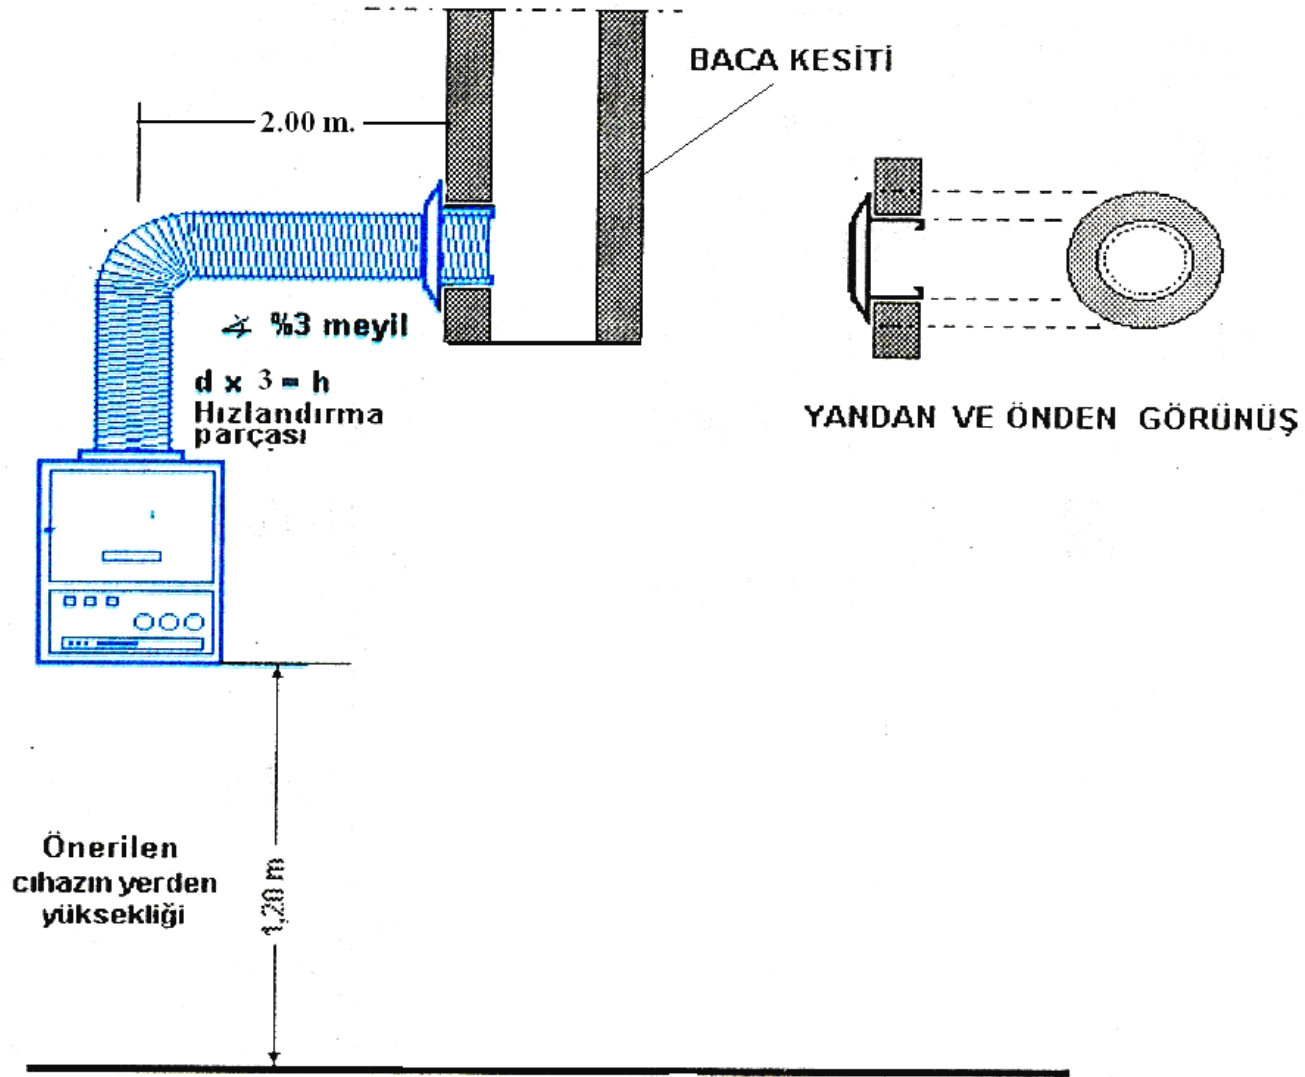 BACA KESİTİ
2.00 m.
∡ %3 meyil
d x 3 = h
Hızlandırma
parçası
YANDAN VE ÖNDEN GÖRÜNÜŞ
Önerilen
cıhazın yerden
yüksekliği
1,20 m